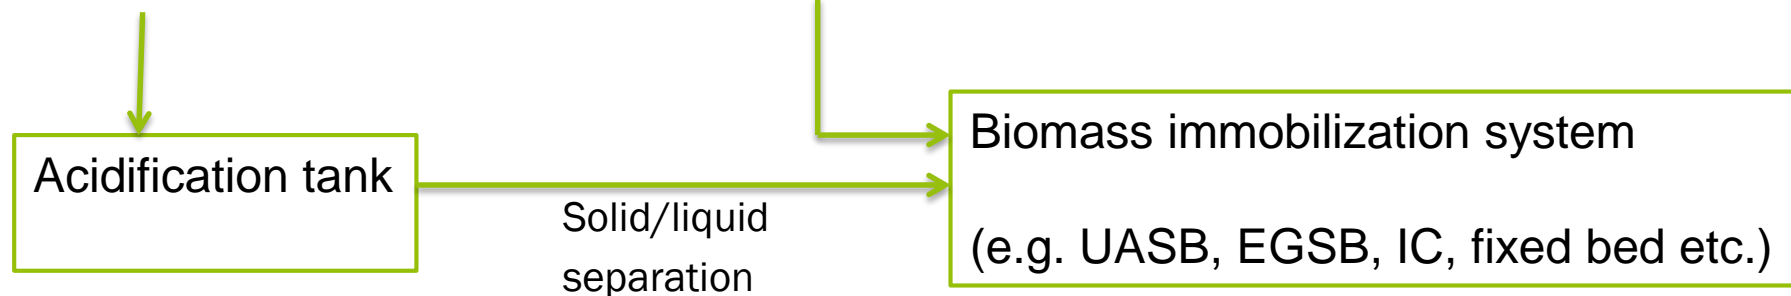 Acidification tank
Solid/liquid
separation
Biomass immobilization system
(e.g. UASB, EGSB, IC, fixed bed etc.)